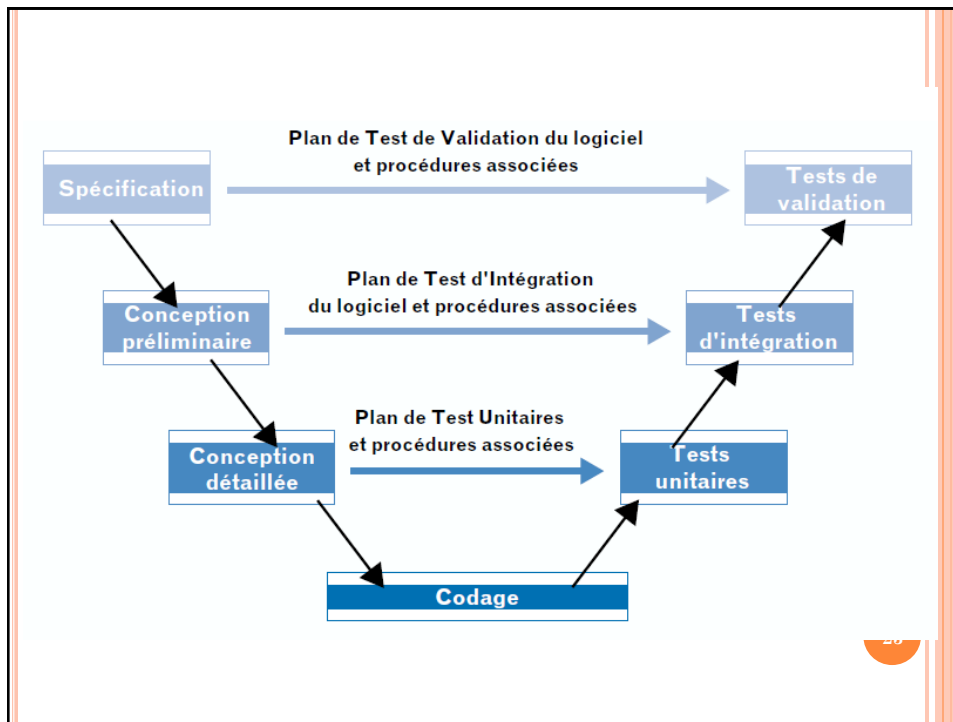 Plan de Test de Validation du logiciel
et procédures associées
Spécification
Tests de
validation
Plan de Test d'Intégration
du logiciel et procédures associées
Conception
préliminaire
Tests
d'intégration
Plan de Test Unitaires
et procédures associées
Conception
détaillée
Tests
unitaires
Codage